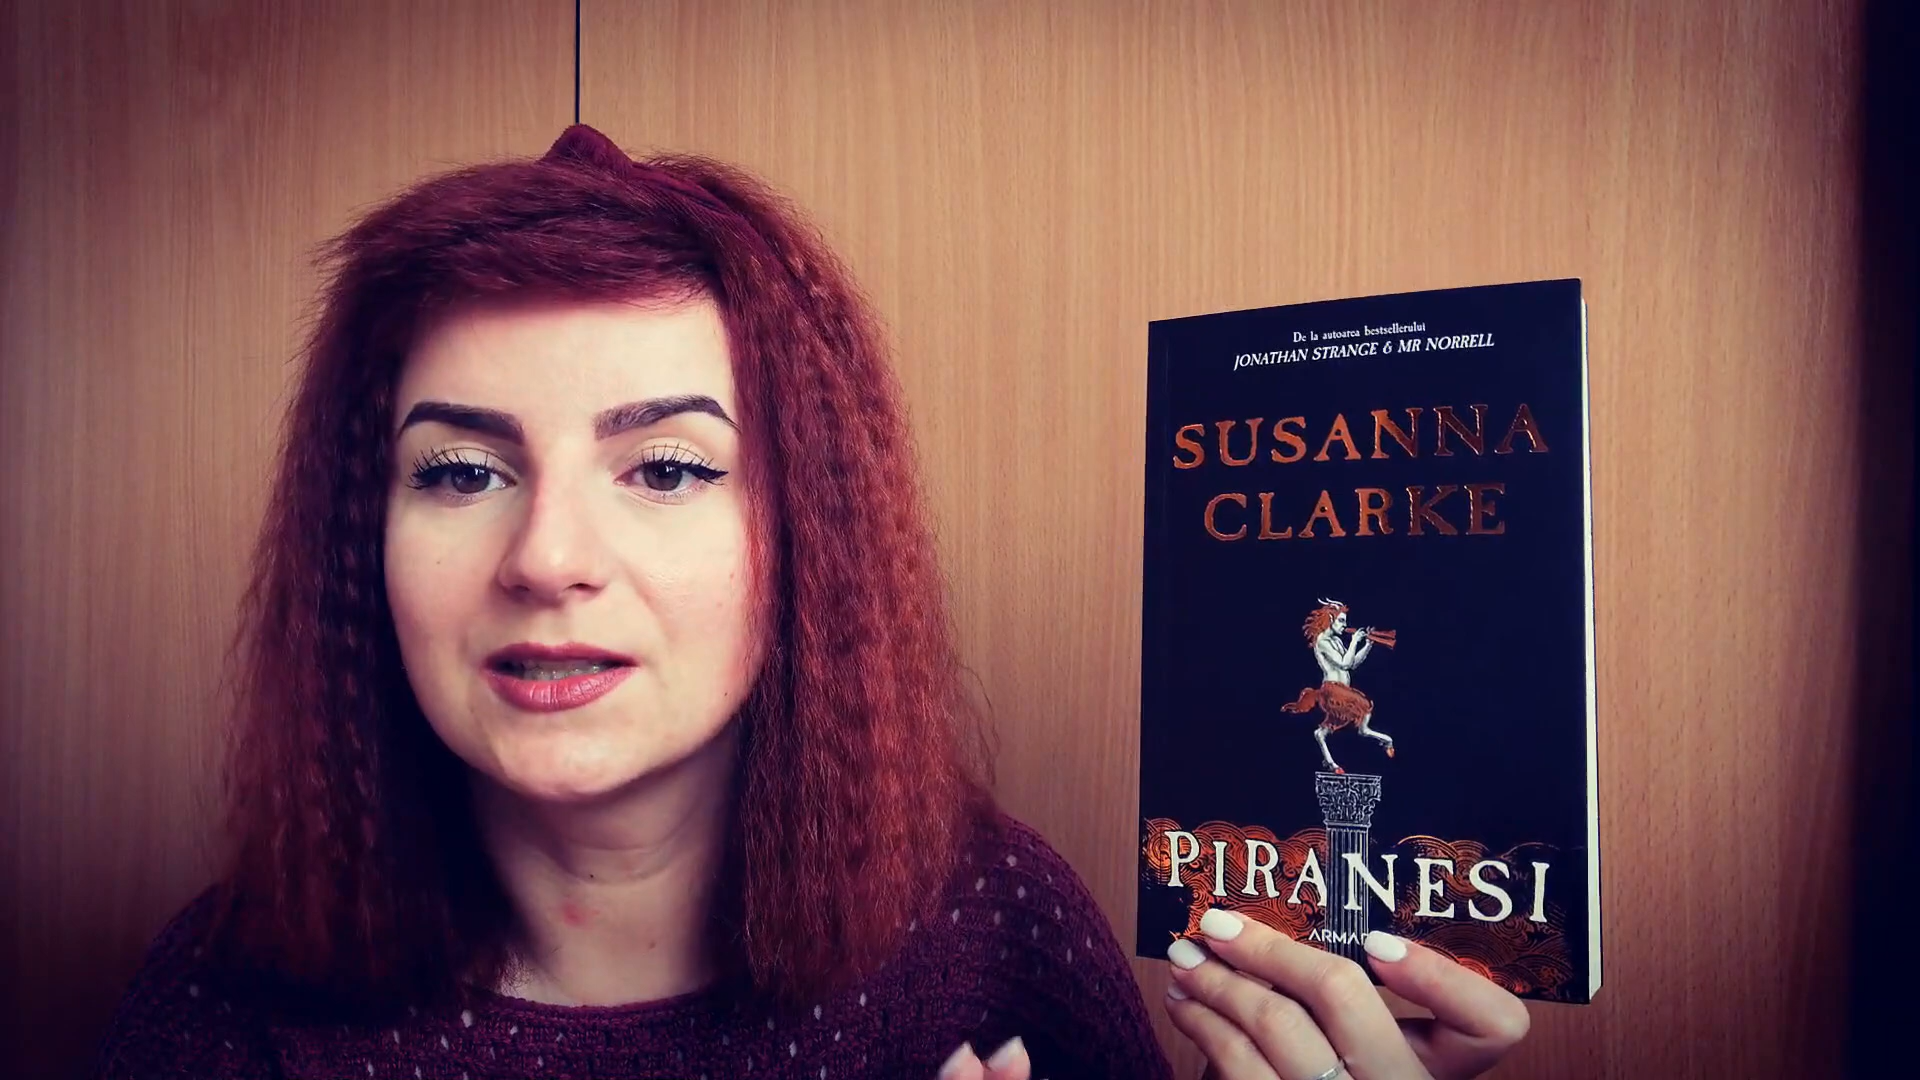 De la autoarea bestsellerului
JONATHAN STRANGE & MR NORRELL
SUSANNA
CLARKE
PIRANESI